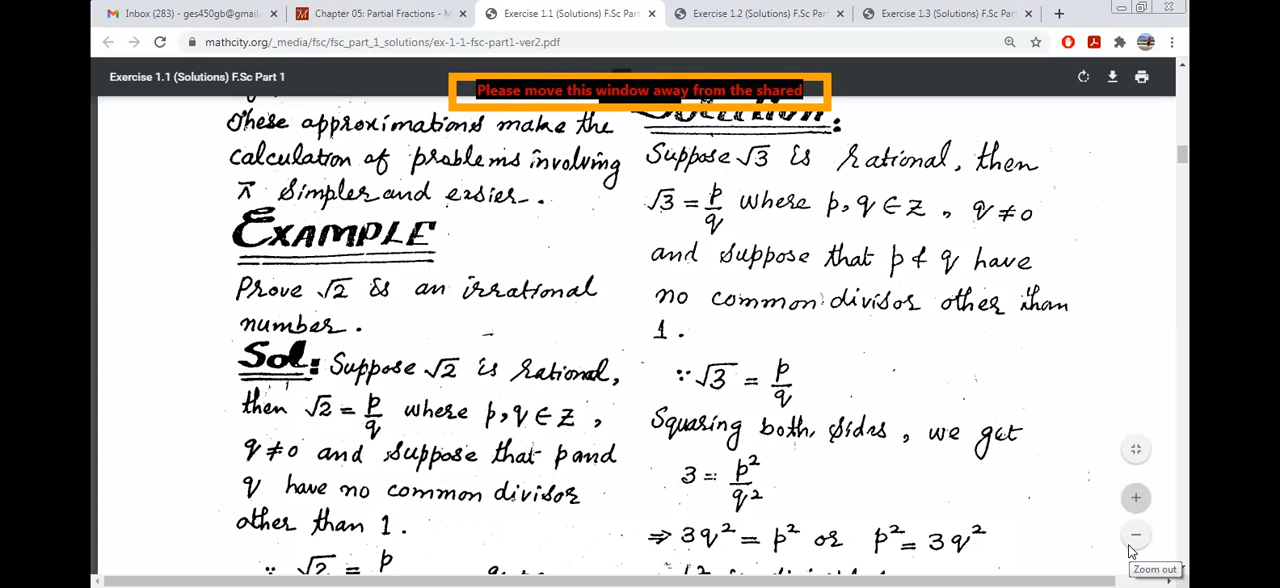 Inbox (283) - ges450gb@gmail.
Chapter 05: Partial Fractions - M
Exercise 1.1 (Solutions) F.Sc Par
Exercise 1.2 (Solutions) F.Sc Pa
Exercise 1.3 (Solutions) F.Sc Pa
mathcity.org/_media/fsc/fsc_part_1_solutions/ex-1-1-fsc-part1-ver2.pdf
Exercise 1.1 (Solutions) F.Sc Part 1
Please move this window away from the shared
These approximations make the
calculation of problems involving
π Simpler and easier.
EXAMPLE
Prove √2 is an irrational
number.
Sol: Suppose √2 is rational,
then √2 = p/q where p, q ∈ Z,
q ≠ 0 and suppose that p and
q have no common divisor
other than 1.
∵ √2 = p
Solution:
Suppose √3 is rational, then
√3 = p/q where p, q ∈ Z, q ≠ 0
and suppose that p & q have
no common divisor other than
1.
∵ √3 = p/q
Squaring both sides, we get
3 = p²/q²
⇒ 3q² = p² or p² = 3q²
Zoom out